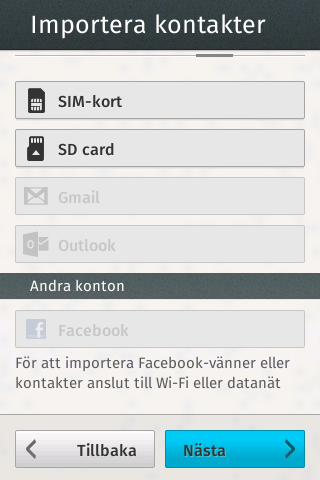 Importera kontakter
SIM-kort
SD card
Gmail
Outlook
Andra konton
Facebook
För att importera Facebook-vänner eller
kontakter anslut till Wi-Fi eller datanät
Tillbaka
Nästa